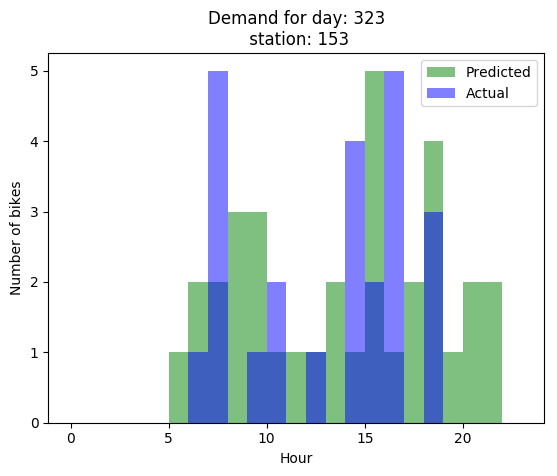 Demand for day: 323
station: 153
Predicted
Actual
Number of bikes
5
4
3
2
1
0
0
5
10
15
20
Hour